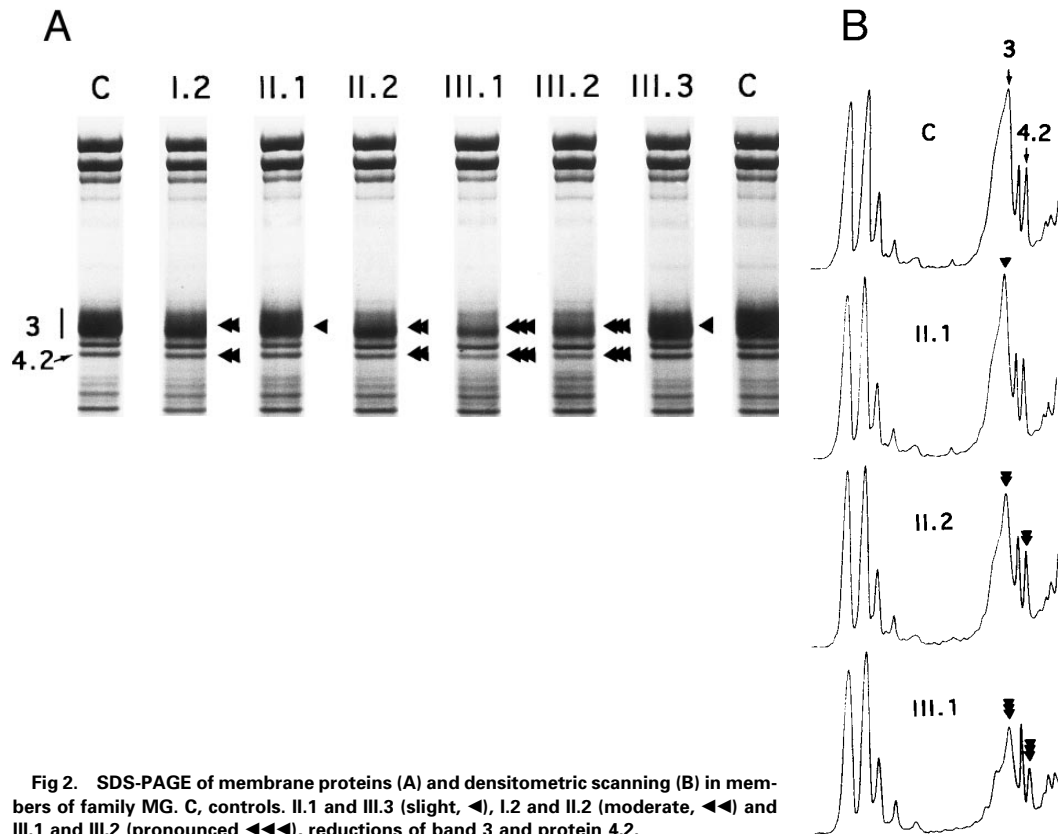 A
B
C I.2 II.1 II.2 III.1 III.2 III.3 C
3
4.2
3
4.2
C
II.1
II.2
III.1
Fig 2. SDS-PAGE of membrane proteins (A) and densitometric scanning (B) in mem-
bers of family MG. C, controls. II.1 and III.3 (slight, ◄), I.2 and II.2 (moderate, ◄◄) and
III.1 and III.2 (pronounced ◄◄◄), reductions of band 3 and protein 4.2.